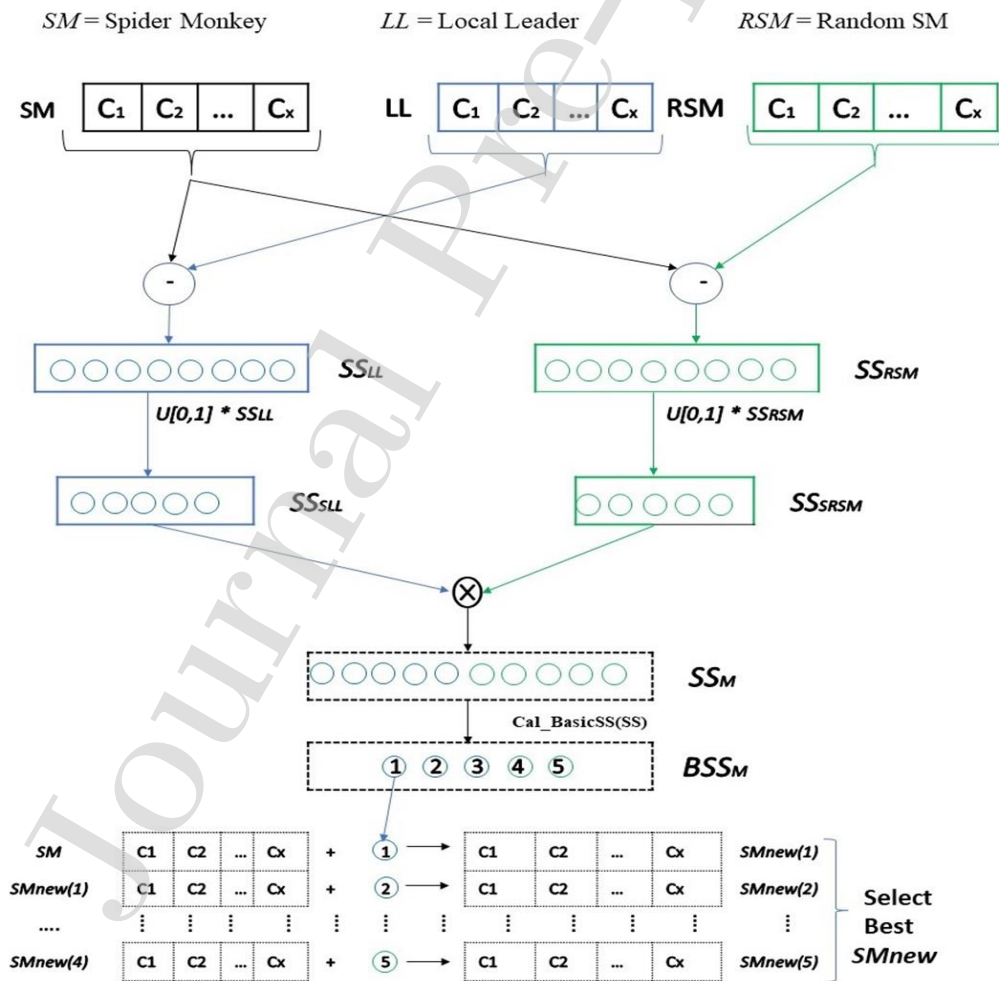 SM = Spider Monkey LL = Local Leader RSM = Random SM
SM C1 C2 ... Cx LL C1 C2 ... Cx RSM C1 C2 ... Cx
- -
SSLL SSRSM
U[0,1] * SSLL U[0,1] * SSRSM
SSSLL SSSRSM
SSM
Cal_BasicSS(SS)
1 2 3 4 5 BSSM
SM C1 C2 ... Cx + 1 C1 C2 ... Cx SMnew(1)
SMnew(1) C1 C2 ... Cx + 2 C1 C2 ... Cx SMnew(2)
....
SMnew(4) C1 C2 ... Cx + 5 C1 C2 ... Cx SMnew(5)
Select
Best
SMnew
Journal Pre-